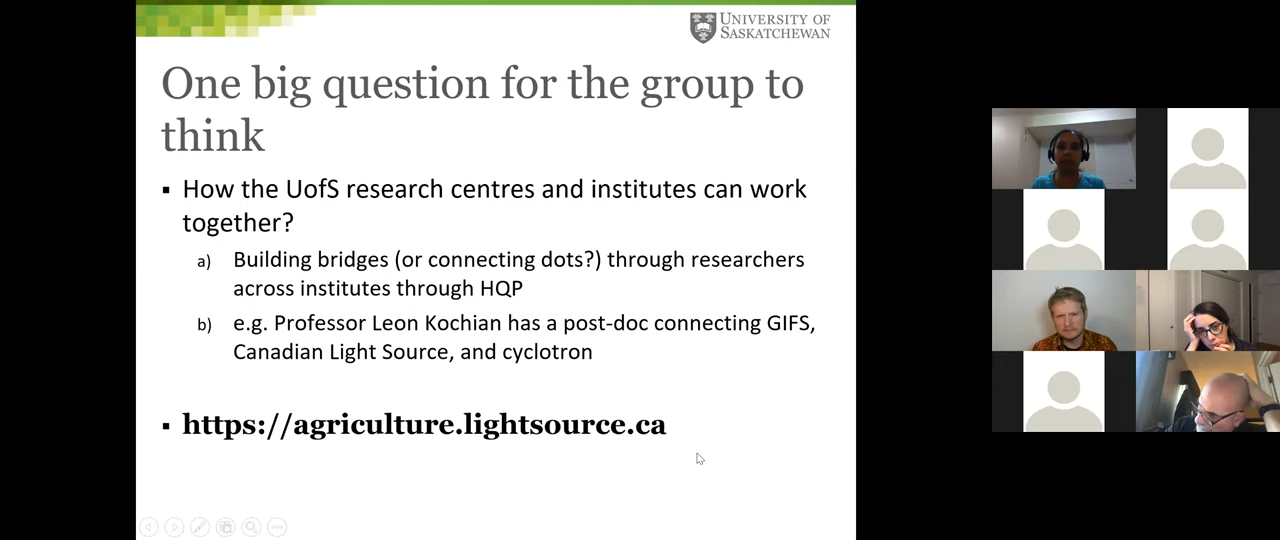 UNIVERSITY OF
SASKATCHEWAN
One big question for the group to
think
▪ How the UofS research centres and institutes can work
together?
a) Building bridges (or connecting dots?) through researchers
across institutes through HQP
b) e.g. Professor Leon Kochian has a post-doc connecting GIFS,
Canadian Light Source, and cyclotron
▪ https://agriculture.lightsource.ca